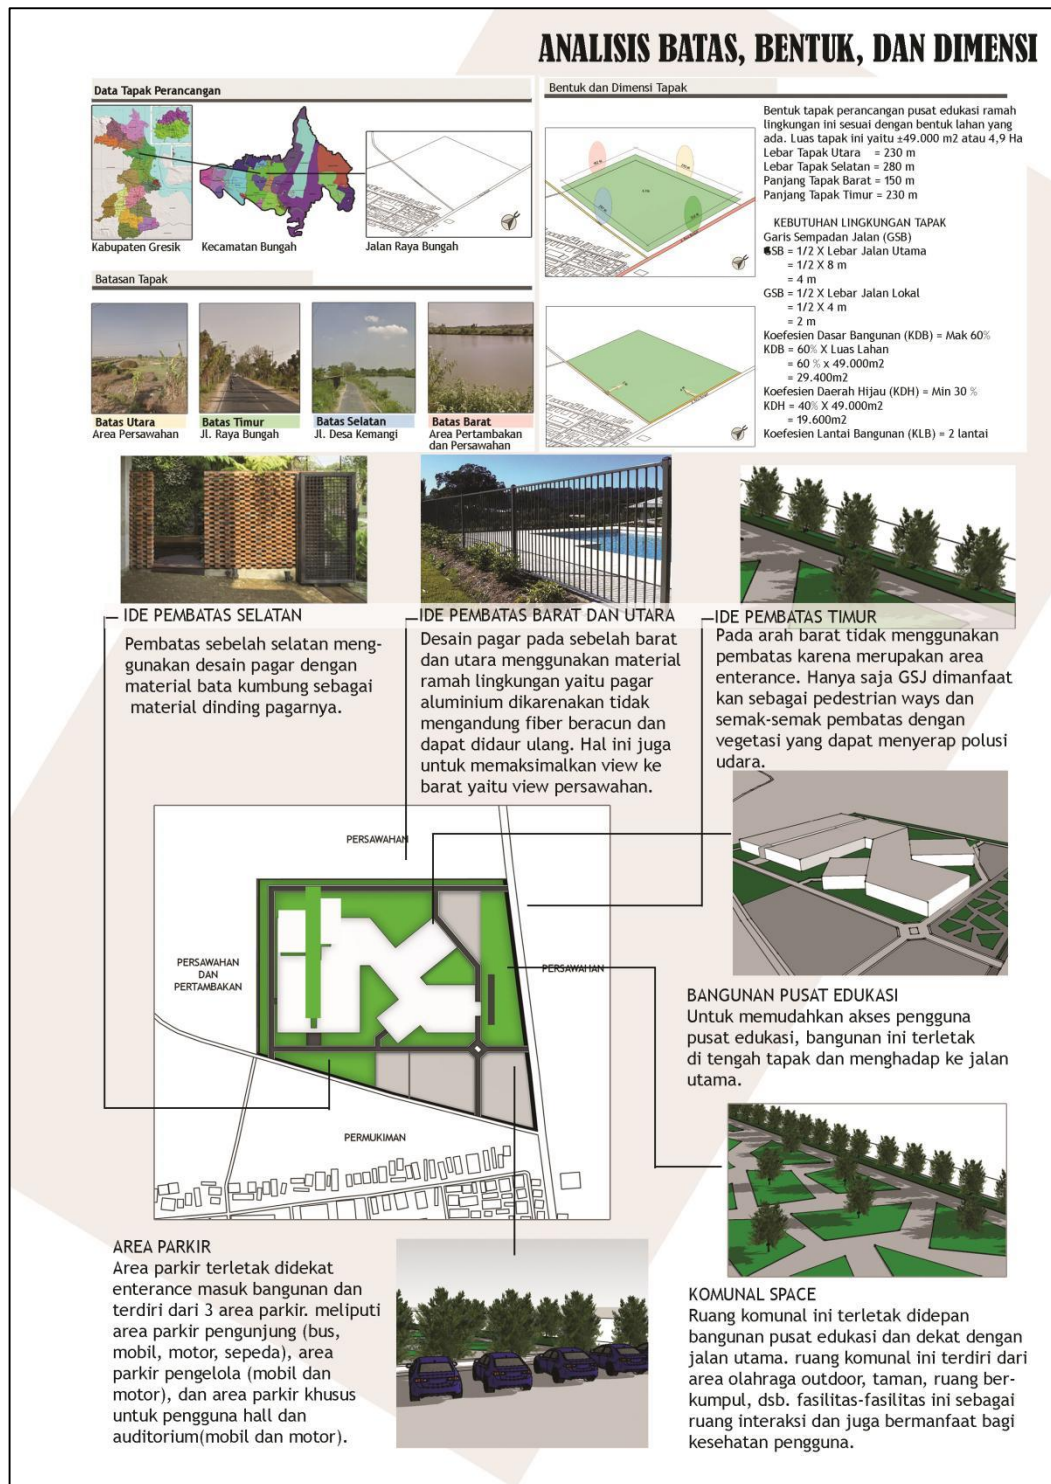 ANALISIS BATAS, BENTUK, DAN DIMENSI
Data Tapak Perancangan
Kabupaten Gresik
Kecamatan Bungah
Jalan Raya Bungah
Batasan Tapak
Batas Utara
Area Persawahan
Batas Timur
Jl. Raya Bungah
Batas Selatan
Jl. Desa Kemangi
Batas Barat
Area Pertambakan
dan Persawahan
Bentuk dan Dimensi Tapak
Bentuk tapak perancangan pusat edukasi ramah
lingkungan ini sesuai dengan bentuk lahan yang
ada. Luas tapak ini yaitu ±49.000 m2 atau 4,9 Ha
Lebar Tapak Utara = 230 m
Lebar Tapak Selatan = 280 m
Panjang Tapak Barat = 150 m
Panjang Tapak Timur = 230 m
KEBUTUHAN LINGKUNGAN TAPAK
Garis Sempadan Jalan (GSB)
GSB = 1/2 X Lebar Jalan Utama
= 1/2 X 8 m
= 4 m
GSB = 1/2 X Lebar Jalan Lokal
= 1/2 X 4 m
= 2 m
Koefesien Dasar Bangunan (KDB) = Mak 60%
KDB = 60% X Luas Lahan
= 60 % x 49.000m2
= 29.400m2
Koefesien Daerah Hijau (KDH) = Min 30 %
KDH = 40% X 49.000m2
= 19.600m2
Koefesien Lantai Bangunan (KLB) = 2 lantai
IDE PEMBATAS SELATAN
Pembatas sebelah selatan meng-
gunakan desain pagar dengan
material bata kumbung sebagai
material dinding pagarnya.
IDE PEMBATAS BARAT DAN UTARA
Desain pagar pada sebelah barat
dan utara menggunakan material
ramah lingkungan yaitu pagar
aluminium dikarenakan tidak
mengandung fiber beracun dan
dapat didaur ulang. Hal ini juga
untuk memaksimalkan view ke
barat yaitu view persawahan.
IDE PEMBATAS TIMUR
Pada arah barat tidak menggunakan
pembatas karena merupakan area
enterance. Hanya saja GSJ dimanfaat
kan sebagai pedestrian ways dan
semak-semak pembatas dengan
vegetasi yang dapat menyerap polusi
udara.
PERSAWAHAN
PERSAWAHAN
DAN
PERTAMBAKAN
PERSAWAHAN
PERMUKIMAN
BANGUNAN PUSAT EDUKASI
Untuk memudahkan akses pengguna
pusat edukasi, bangunan ini terletak
di tengah tapak dan menghadap ke jalan
utama.
AREA PARKIR
Area parkir terletak didekat
enterance masuk bangunan dan
terdiri dari 3 area parkir. meliputi
area parkir pengunjung (bus,
mobil, motor, sepeda), area
parkir pengelola (mobil dan
motor), dan area parkir khusus
untuk pengguna hall dan
auditorium(mobil dan motor).
KOMUNAL SPACE
Ruang komunal ini terletak didepan
bangunan pusat edukasi dan dekat dengan
jalan utama. ruang komunal ini terdiri dari
area olahraga outdoor, taman, ruang ber-
kumpul, dsb. fasilitas-fasilitas ini sebagai
ruang interaksi dan juga bermanfaat bagi
kesehatan pengguna.